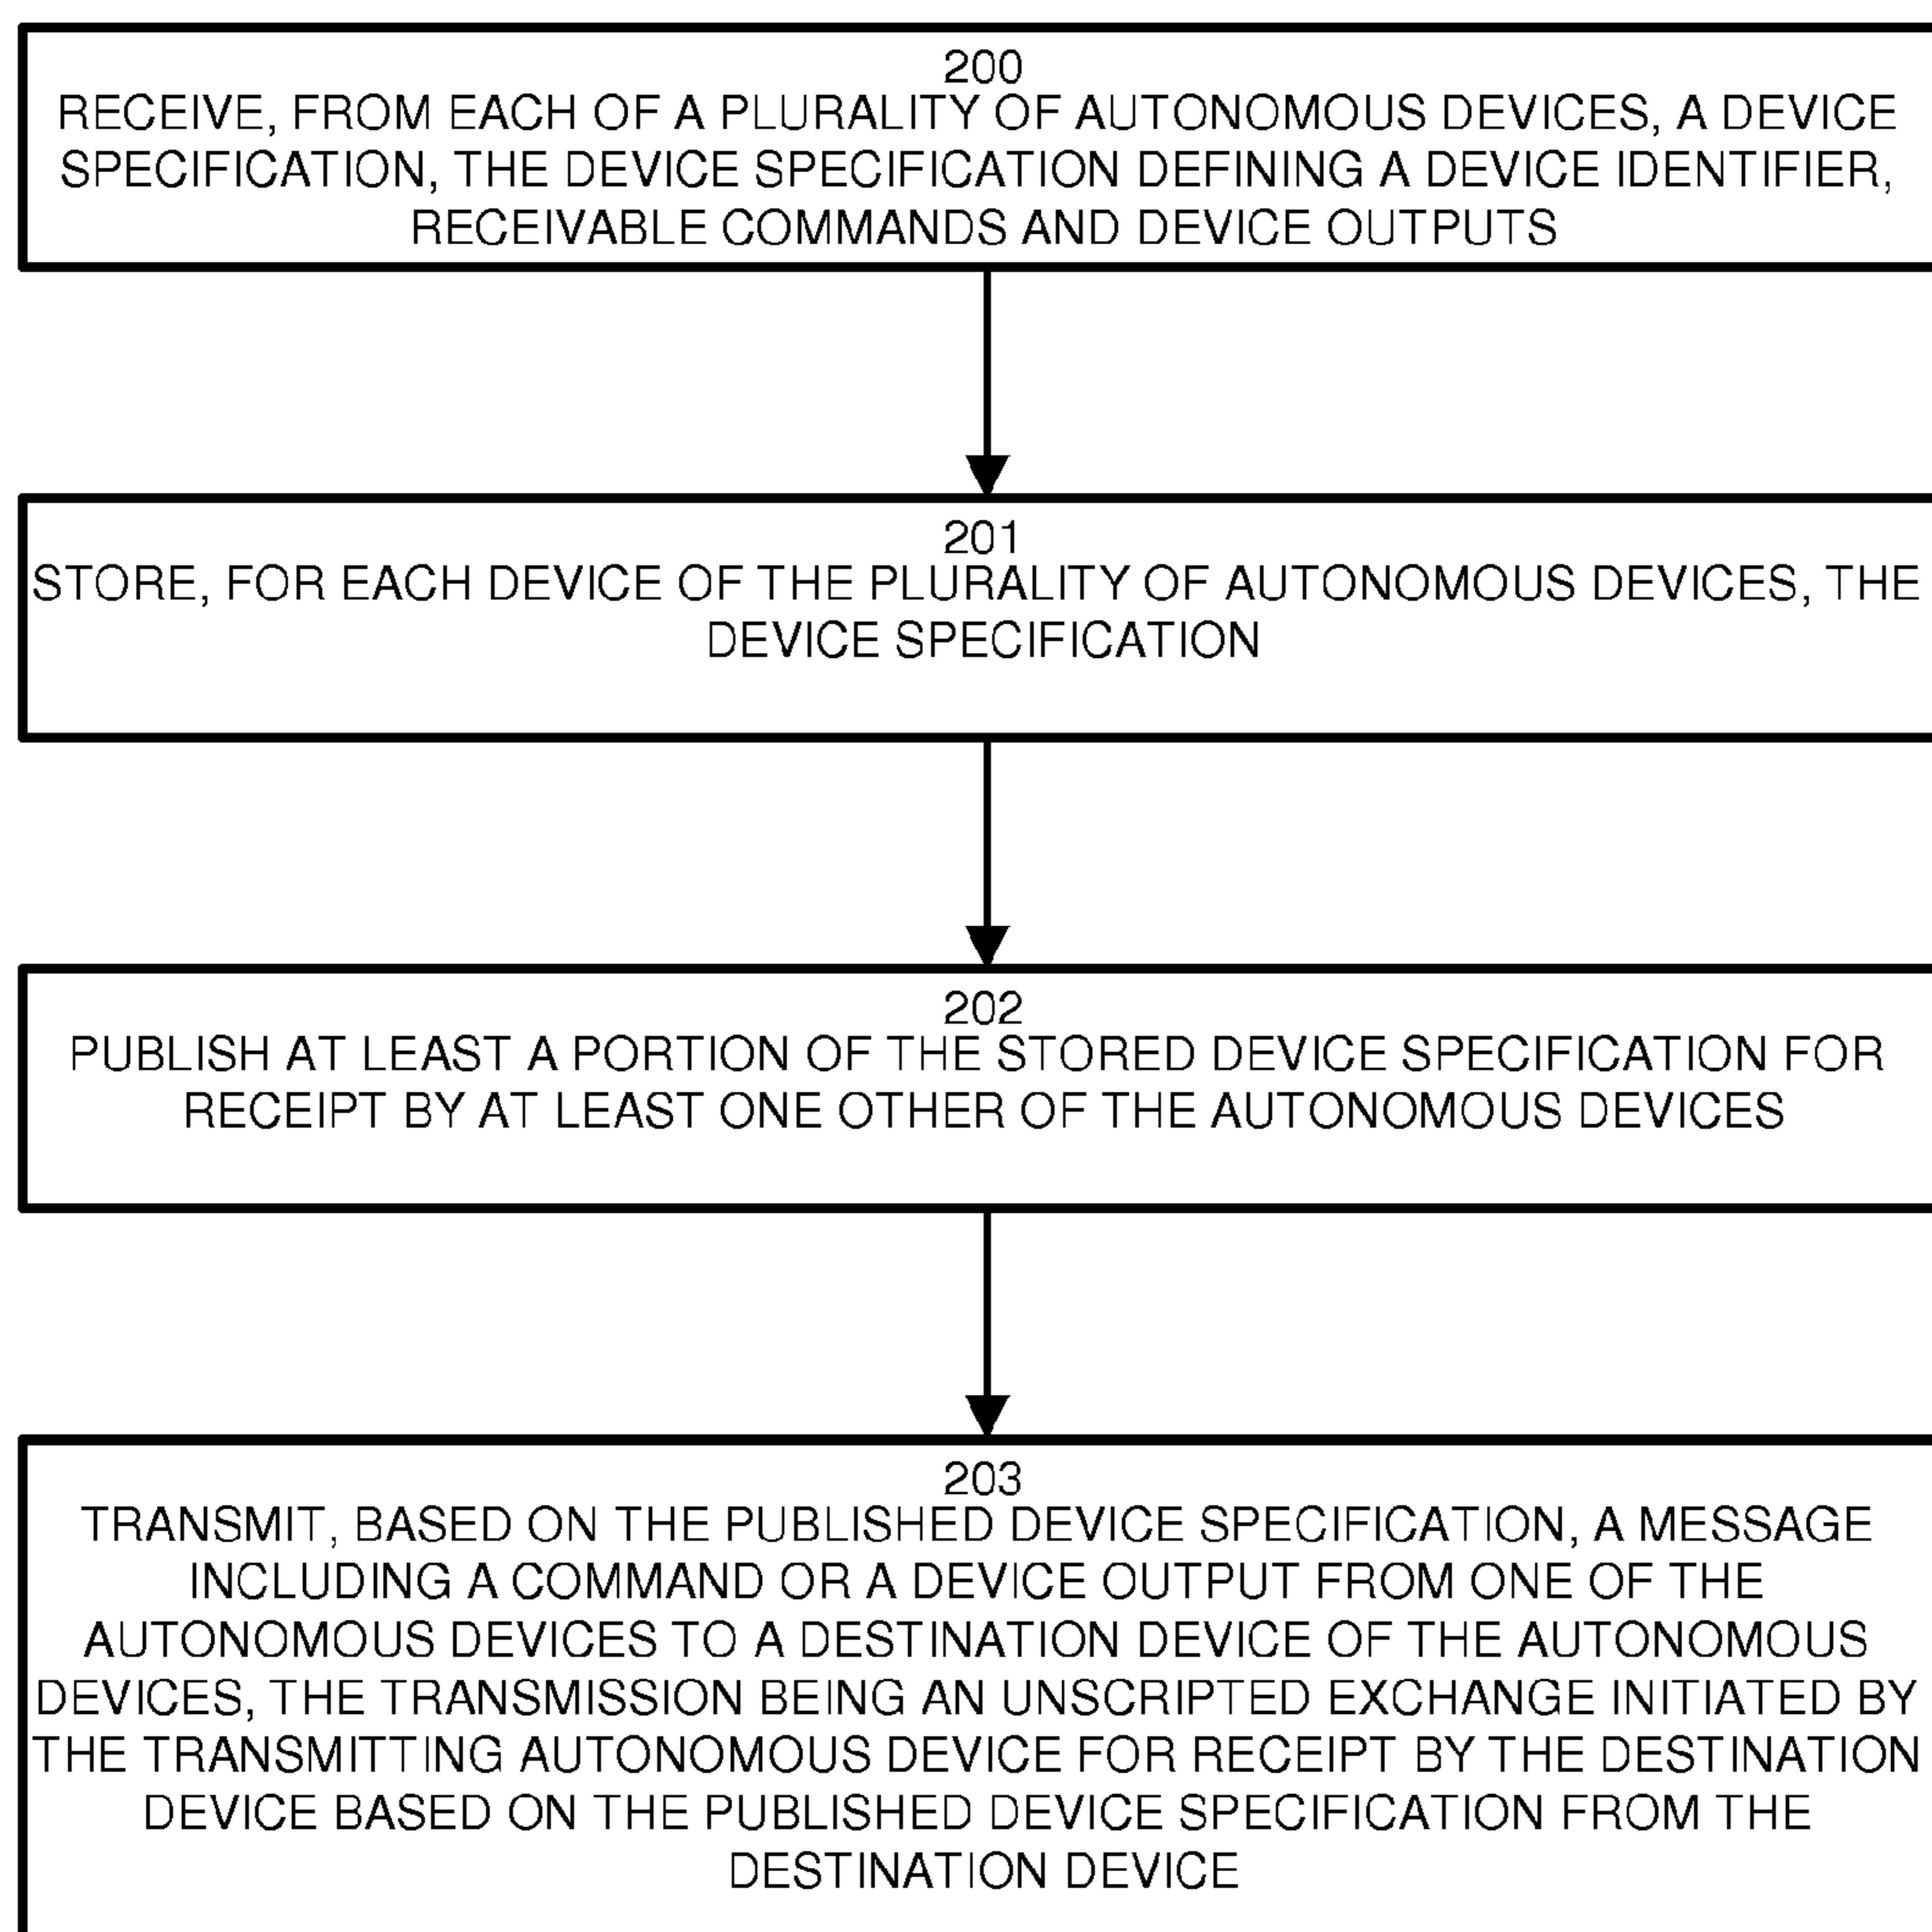 200
RECEIVE, FROM EACH OF A PLURALITY OF AUTONOMOUS DEVICES, A DEVICE
SPECIFICATION, THE DEVICE SPECIFICATION DEFINING A DEVICE IDENTIFIER,
RECEIVABLE COMMANDS AND DEVICE OUTPUTS
201
STORE, FOR EACH DEVICE OF THE PLURALITY OF AUTONOMOUS DEVICES, THE
DEVICE SPECIFICATION
202
PUBLISH AT LEAST A PORTION OF THE STORED DEVICE SPECIFICATION FOR
RECEIPT BY AT LEAST ONE OTHER OF THE AUTONOMOUS DEVICES
203
TRANSMIT, BASED ON THE PUBLISHED DEVICE SPECIFICATION, A MESSAGE
INCLUDING A COMMAND OR A DEVICE OUTPUT FROM ONE OF THE
AUTONOMOUS DEVICES TO A DESTINATION DEVICE OF THE AUTONOMOUS
DEVICES, THE TRANSMISSION BEING AN UNSCRIPTED EXCHANGE INITIATED BY
THE TRANSMITTING AUTONOMOUS DEVICE FOR RECEIPT BY THE DESTINATION
DEVICE BASED ON THE PUBLISHED DEVICE SPECIFICATION FROM THE
DESTINATION DEVICE